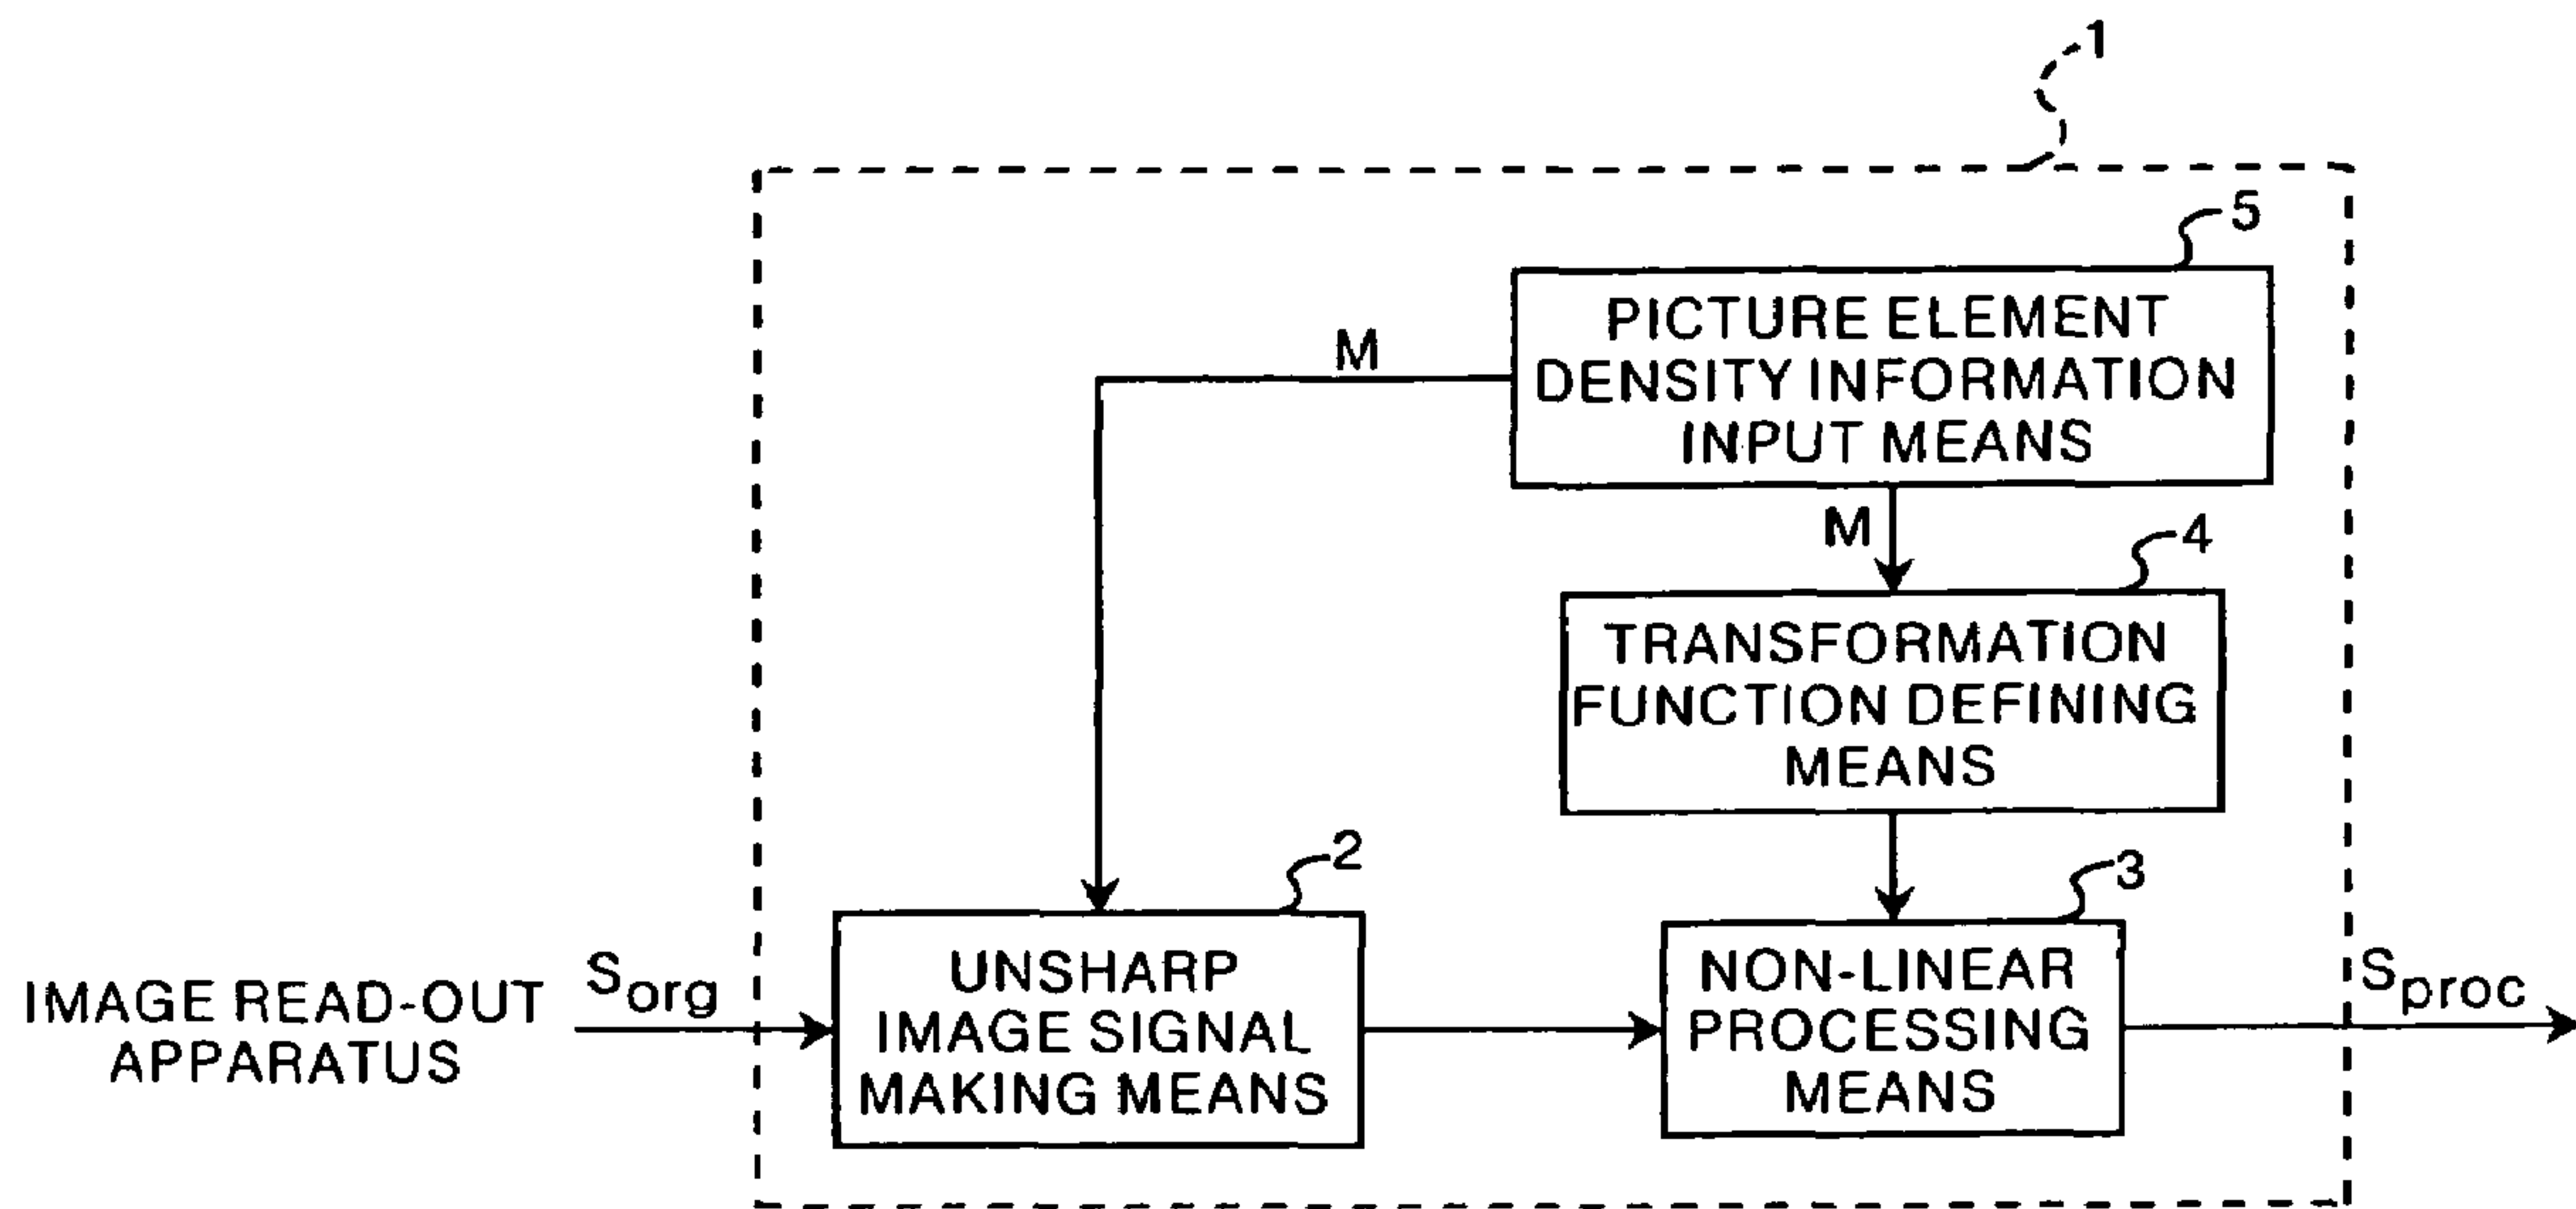 1
5
PICTURE ELEMENT
DENSITY INFORMATION
INPUT MEANS
M
M
4
TRANSFORMATION
FUNCTION DEFINING
MEANS
2
3
IMAGE READ-OUT
APPARATUS
Sorg
UNSHARP
IMAGE SIGNAL
MAKING MEANS
NON-LINEAR
PROCESSING
MEANS
Sproc